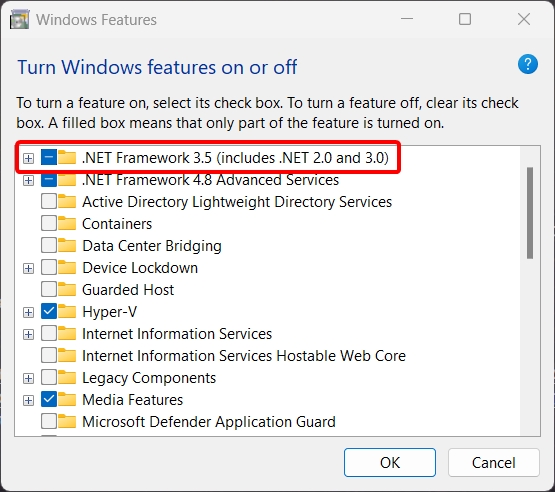 Windows Features
Turn Windows features on or off
?
To turn a feature on, select its check box. To turn a feature off, clear its check
box. A filled box means that only part of the feature is turned on.
.NET Framework 3.5 (includes .NET 2.0 and 3.0)
.NET Framework 4.8 Advanced Services
Active Directory Lightweight Directory Services
Containers
Data Center Bridging
Device Lockdown
Guarded Host
Hyper-V
Internet Information Services
Internet Information Services Hostable Web Core
Legacy Components
Media Features
Microsoft Defender Application Guard
OK
Cancel